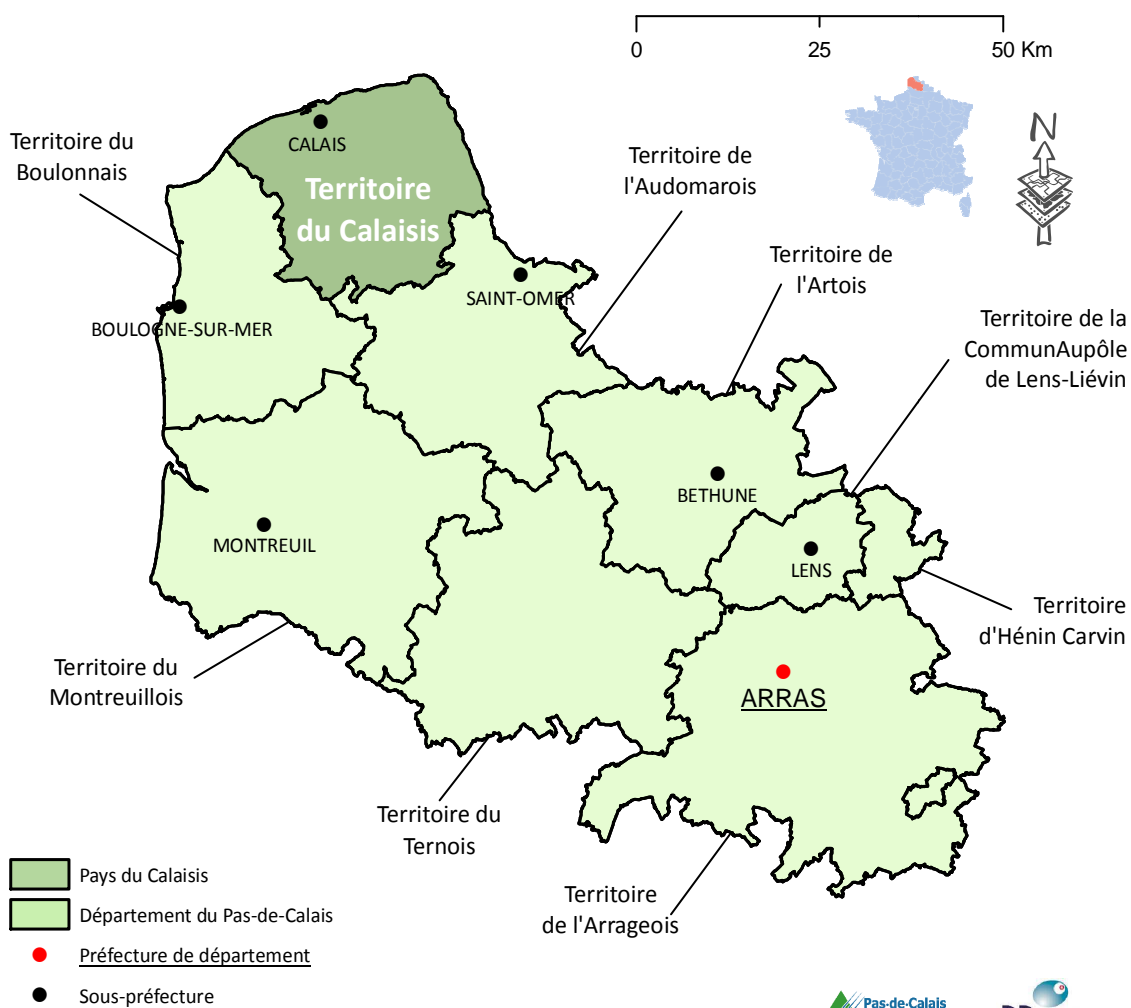 0 25 50 Km
N
Territoire du
Boulonnais
CALAIS
Territoire
du Calaisis
Territoire de
l'Audomarois
Territoire de
l'Artois
SAINT-OMER
BOULOGNE-SUR-MER
Territoire de la
CommunAupôle
de Lens-Liévin
BETHUNE
MONTREUIL
LENS
Territoire
d'Hénin Carvin
Territoire du
Montreuillois
ARRAS
Territoire du
Ternois
Territoire
de l'Arrageois
Pays du Calaisis
Département du Pas-de-Calais
Préfecture de département
Sous-préfecture
Pas-de-Calais